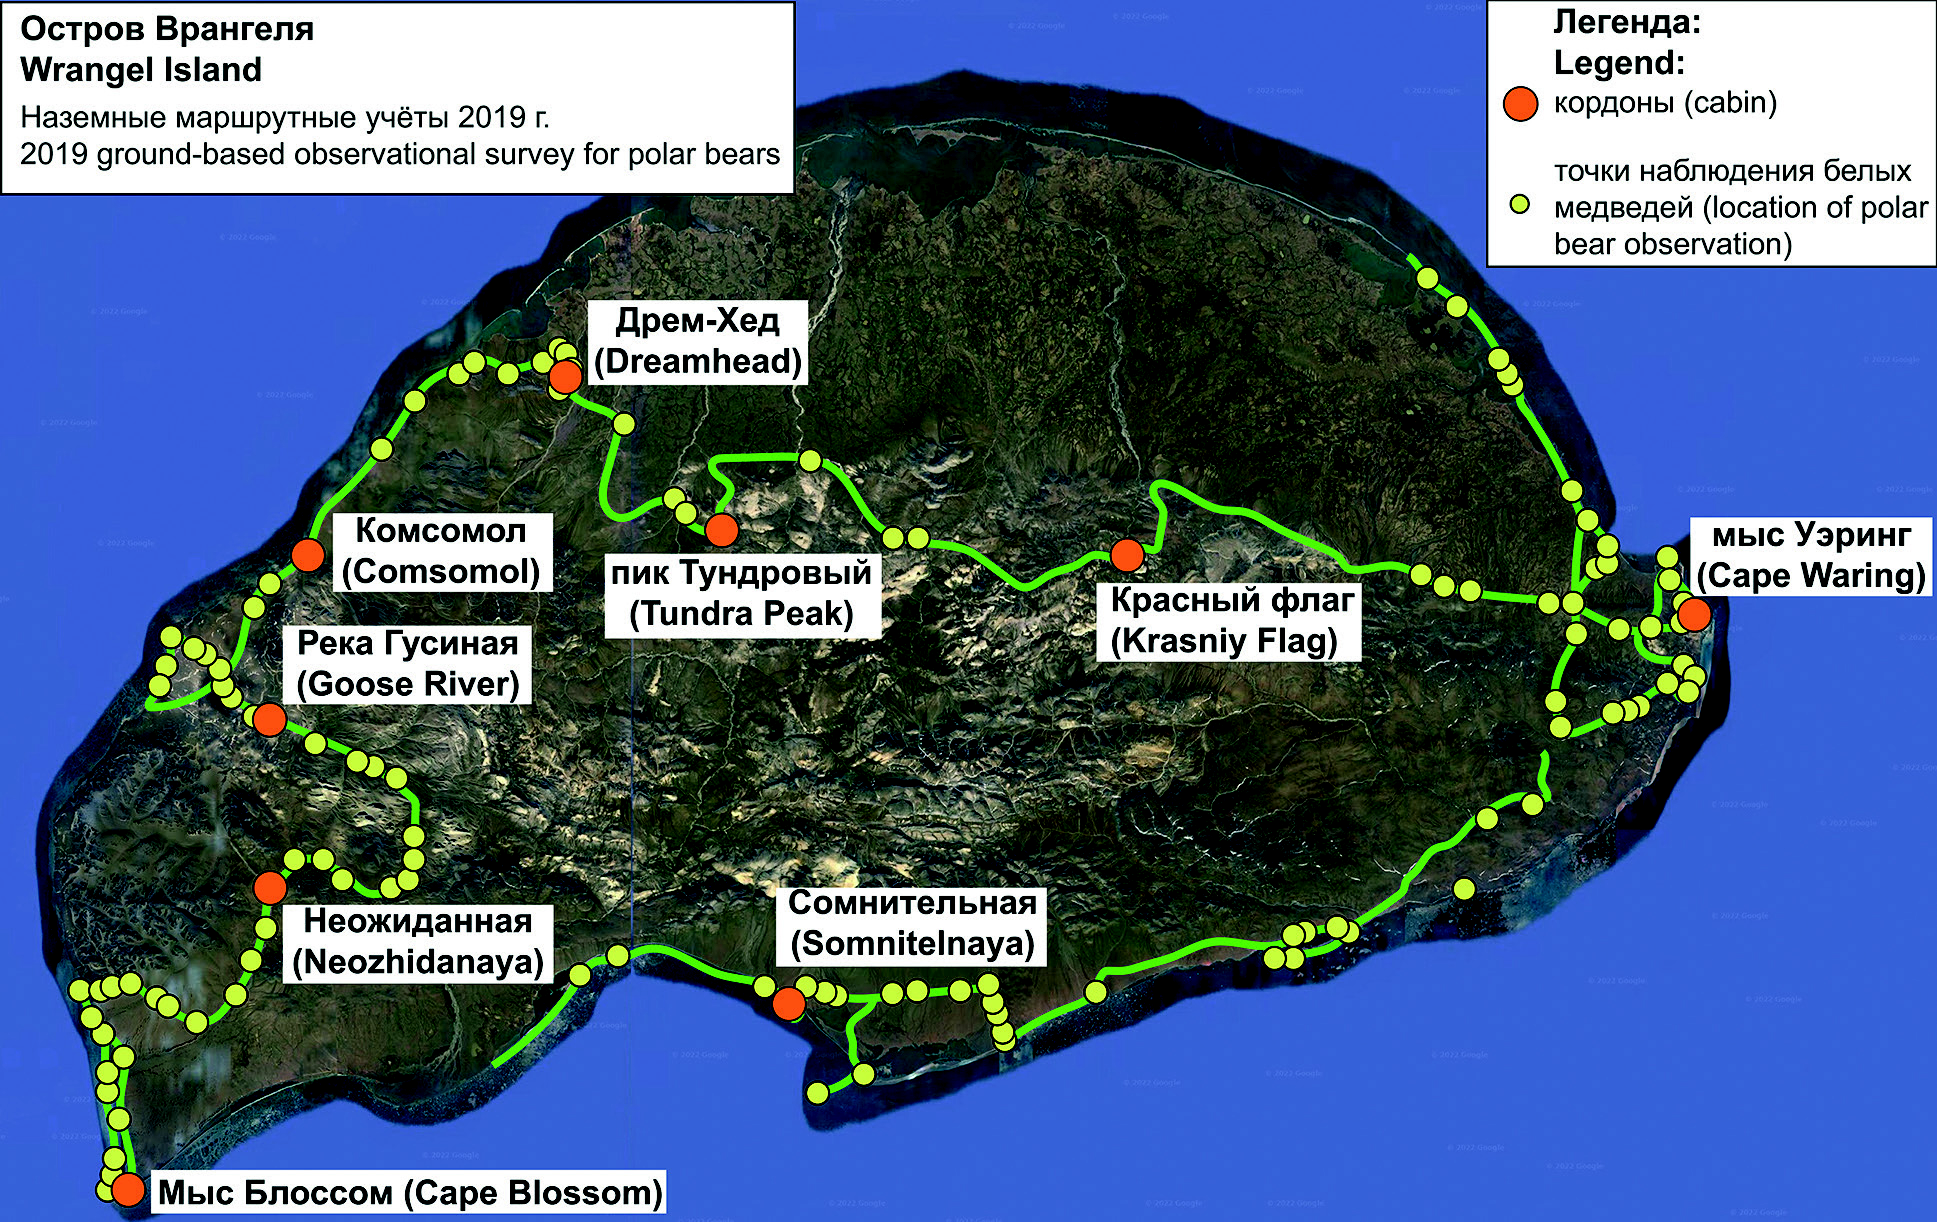 Остров Врангеля
Wrangel Island
Наземные маршрутные учёты 2019 г.
2019 ground-based observational survey for polar bears
Легенда:
Legend:
кордоны (cabin)
точки наблюдения белых
медведей (location of polar
bear observation)
Дрем-Хед
(Dreamhead)
Комсомол
(Comsomol)
пик Тундровый
(Tundra Peak)
Красный флаг
(Krasniy Flag)
мыс Уэринг
(Cape Waring)
Река Гусиная
(Goose River)
Неожиданная
(Neozhidanaya)
Сомнительная
(Somnitelnaya)
Мыс Блоссом (Cape Blossom)
© 2022 Google